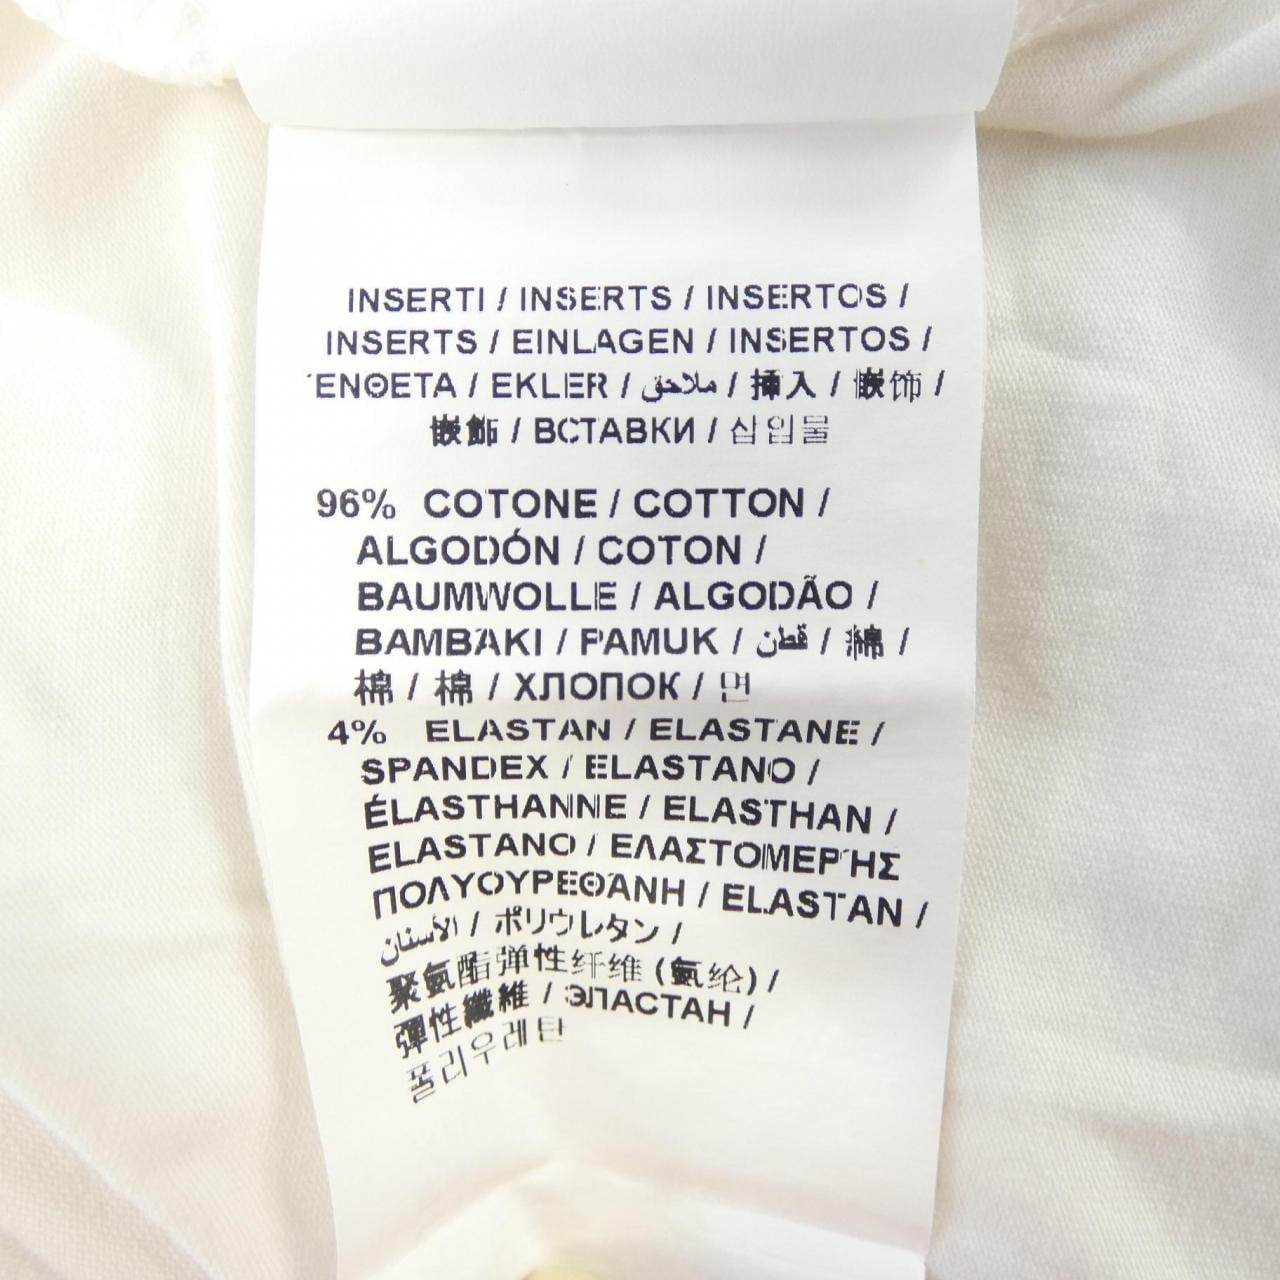 INSERTI / INSERTS / INSERTOS /
INSERTS / EINLAGEN / INSERTOS /
ΈΝΘΕΤΑ / EKLER / ملاحق / 挿入 / 嵌饰 /
嵌飾 / ВСТАВКИ / 삽입물
96% COTONE / COTTON /
ALGODÓN / COTON /
BAUMWOLLE / ALGODÃO /
ΒΑΜΒΆΚΙ / PAMUK / قطن / 綿 /
棉 / 棉 / ХЛОПОК / 면
4% ELASTAN / ELASTANE /
SPANDEX / ELASTANO /
ÉLASTHANNE / ELASTHAN /
ELASTANO / ΕΛΑΣΤΟΜΕΡΉΣ
ΠΟΛΥΟΥΡΕΘΆΝΗ / ELASTAN /
الأستان / ポリウレタン /
聚氨酯弹性纤维 (氨纶) /
彈性纖維 / ЭЛАСТАН /
폴리우레탄